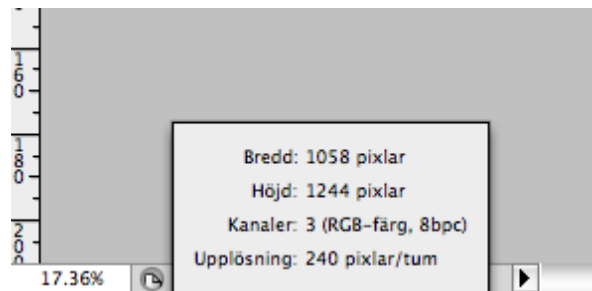 160
180
200
Bredd: 1058 pixlar
Höjd: 1244 pixlar
Kanaler: 3 (RGB-färg, 8bpc)
Upplösning: 240 pixlar/tum
17.36%